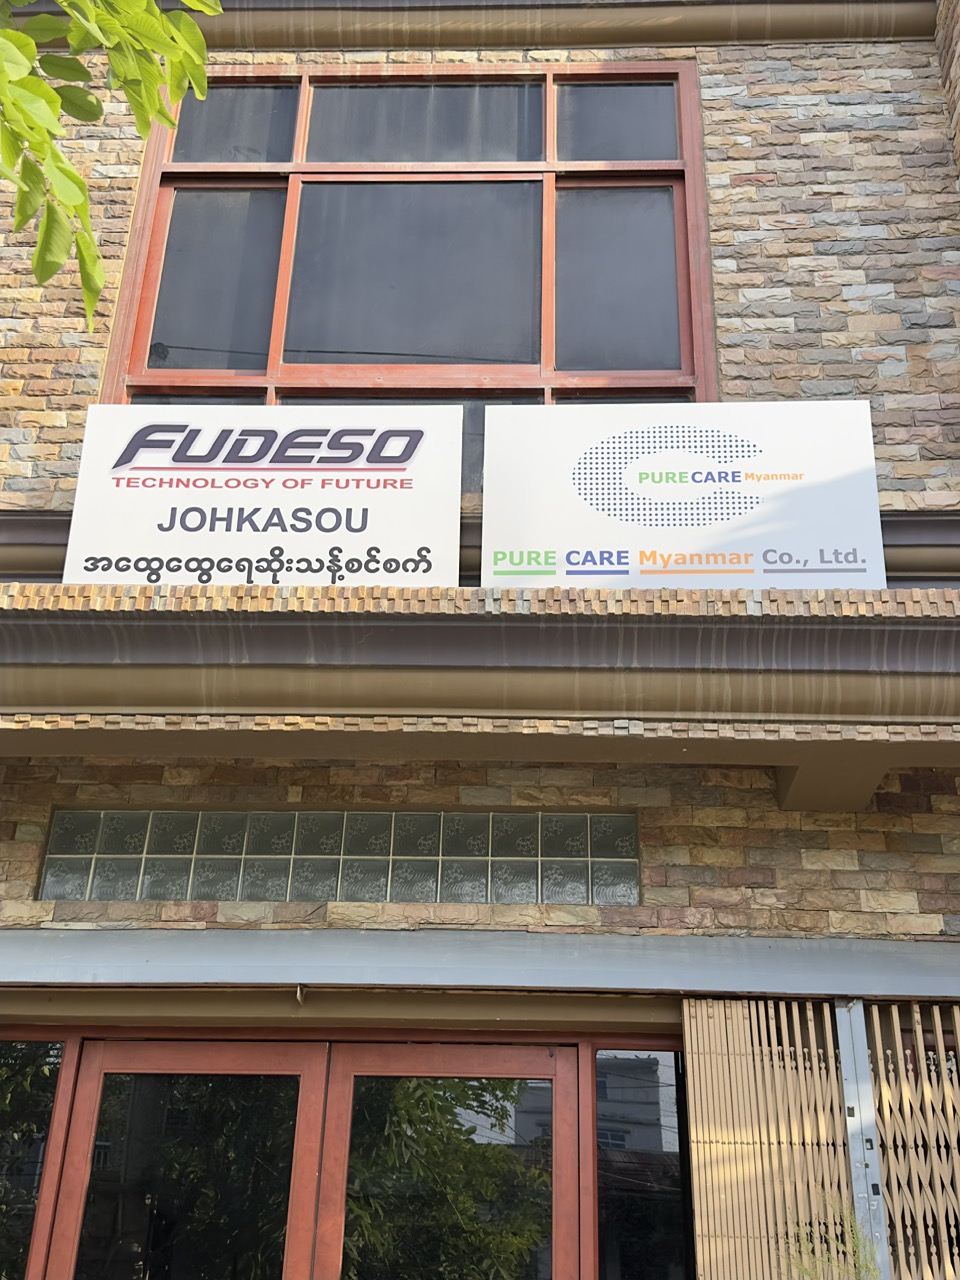 FUDESO
TECHNOLOGY OF FUTURE
JOHKASOU
အထွေထွေရေဆိုးသန့်စင်စက်
PURECARE Myanmar
PURE CARE Myanmar Co., Ltd.